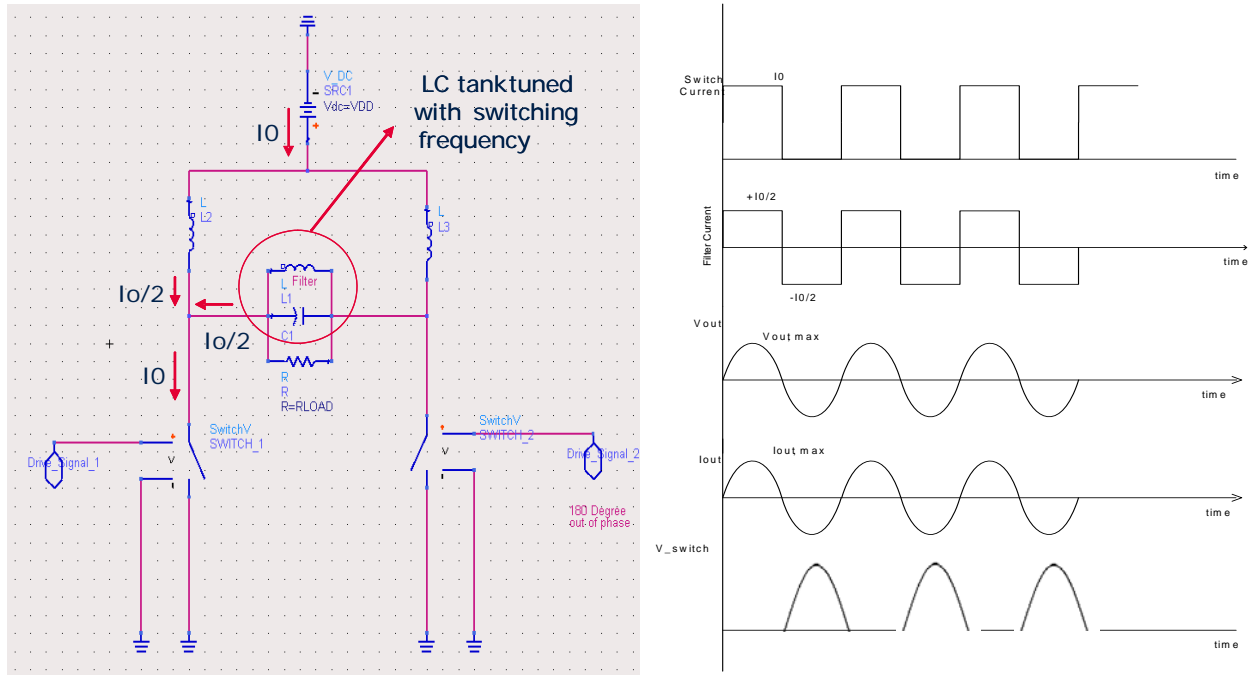 V_DC
SRC1
Vdc=VDD
I0
LC tanktuned
with switching
frequency
L
L2
L
L3
Filter
L
L1
C1
Io/2
Io/2
I0
R
R
R=RLOAD
SwitchV
SWITCH_1
V
Drive_Signal_1
SwitchV
SWITCH_2
V
Drive_Signal_2
180 Degree
out of phase
Switch
Current
I0
time
Filter Current
+I0/2
-I0/2
time
Vout
Vout,max
time
Iout
Iout,max
time
V_switch
time